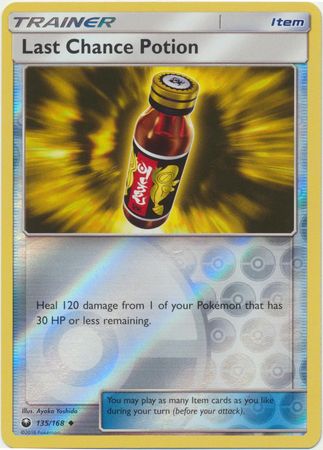 TRAINER Item
Last Chance Potion
Heal 120 damage from 1 of your Pokémon that has
30 HP or less remaining.
Illus. Ayaka Yoshida
135/168
©2018 Pokémon
You may play as many Item cards as you like
during your turn (before your attack).